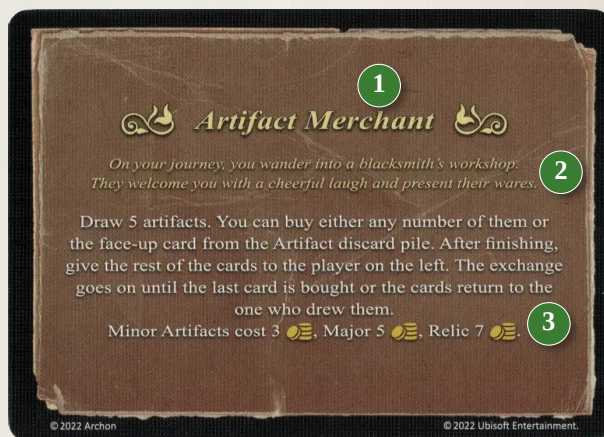 1
Artifact Merchant
On your journey, you wander into a blacksmith's workshop.
2
They welcome you with a cheerful laugh and present their wares.
Draw 5 artifacts. You can buy either any number of them or
the face-up card from the Artifact discard pile. After finishing,
give the rest of the cards to the player on the left. The exchange
goes on until the last card is bought or the cards return to the
one who drew them.
3
Minor Artifacts cost 3 , Major 5 , Relic 7 .
© 2022 Archon
© 2022 Ubisoft Entertainment.